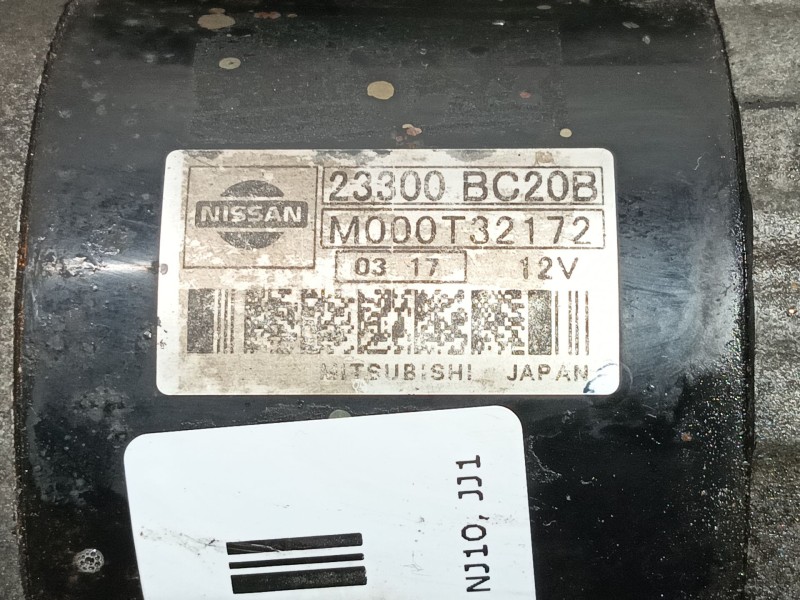 NISSAN
23300 BC20B
M000T32172
03 17 12V
MITSUBISHI JAPAN
NJ10, JJ1